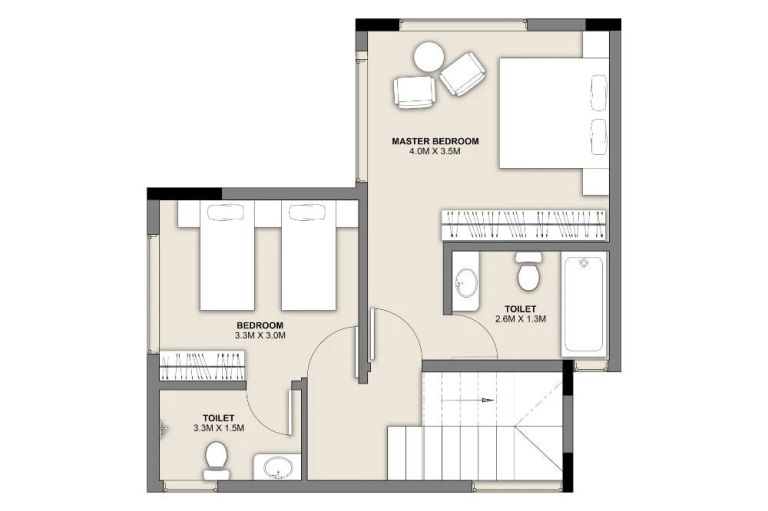 MASTER BEDROOM
4.0M X 3.5M
TOILET
2.6M X 1.3M
BEDROOM
3.3M X 3.0M
TOILET
3.3M X 1.5M